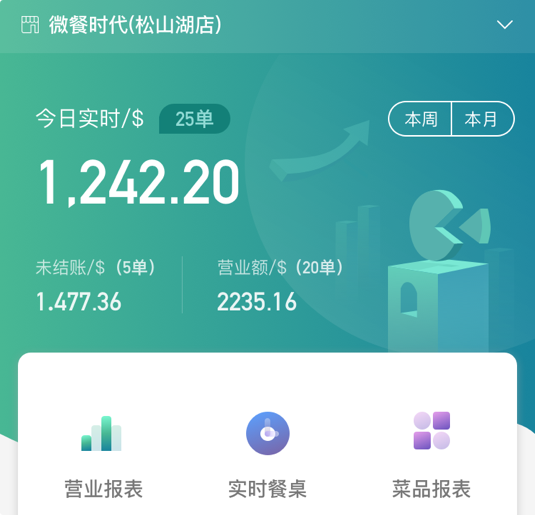 微餐时代(松山湖店)
今日实时/$ 25单 本周 本月
1,242.20
未结账/$（5单） 营业额/$（20单）
1.477.36 2235.16
营业报表 实时餐桌 菜品报表